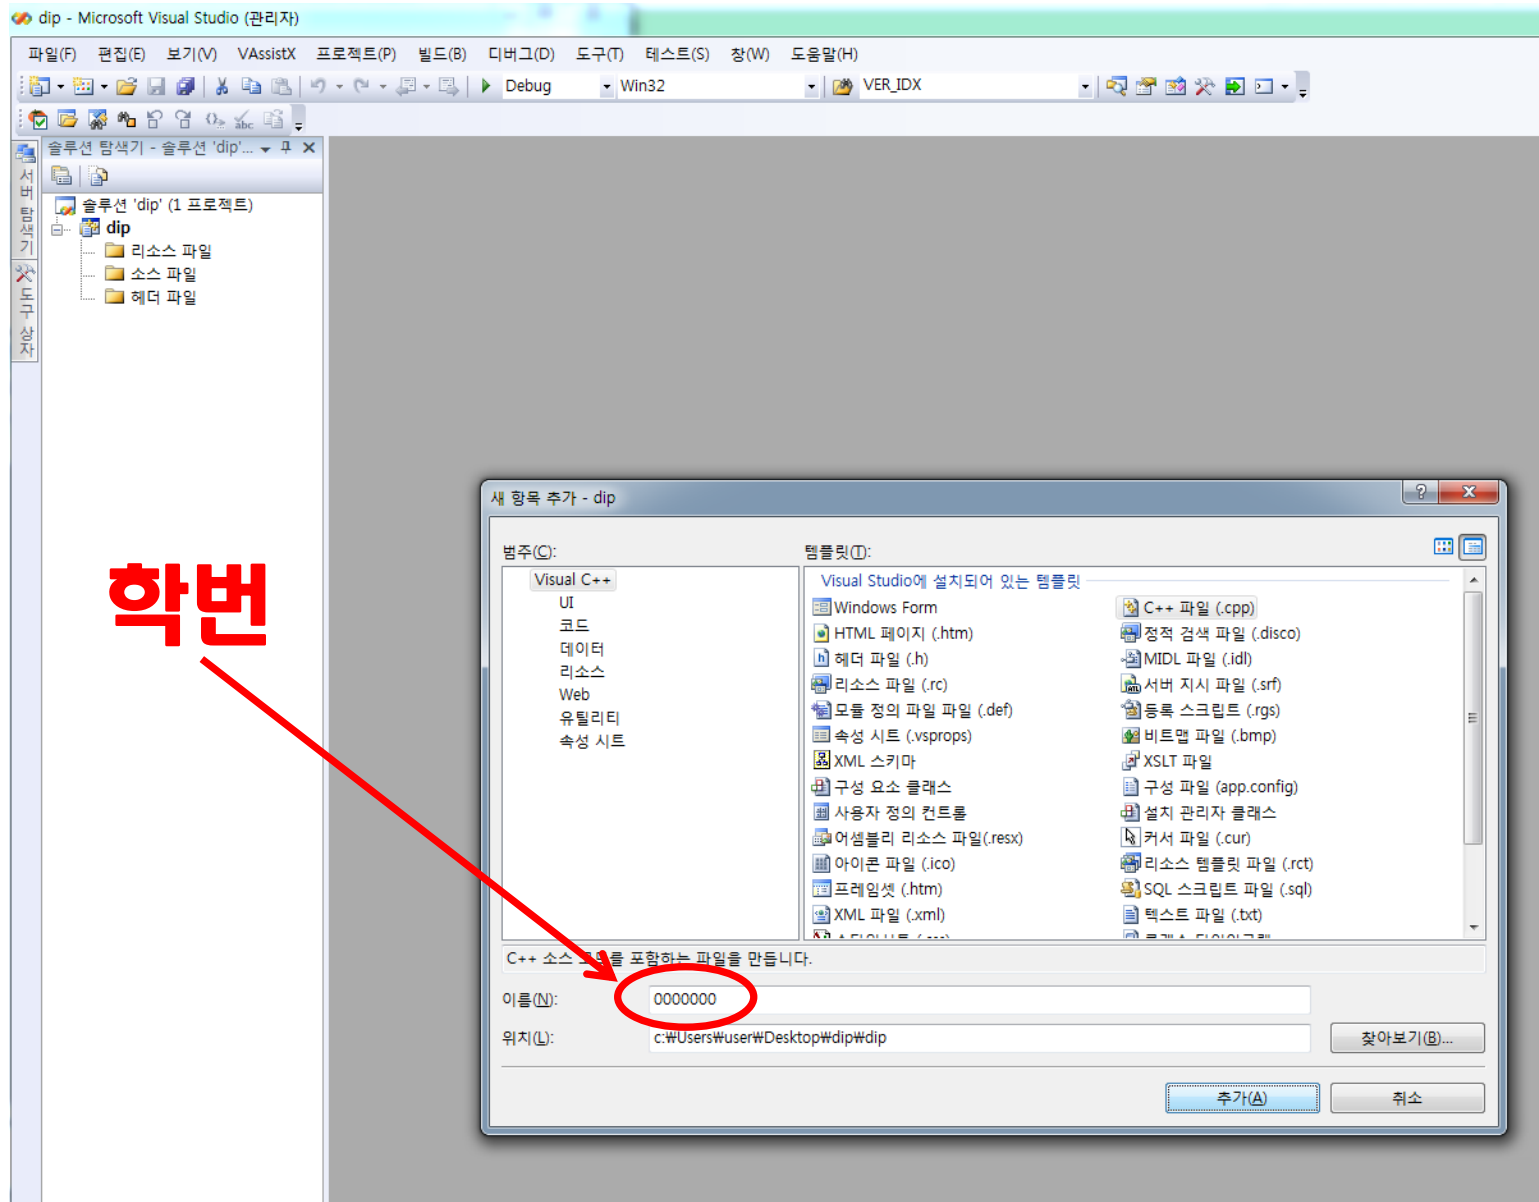 dip - Microsoft Visual Studio (관리자)
파일(F) 편집(E) 보기(V) VAssistX 프로젝트(P) 빌드(B) 디버그(D) 도구(T) 테스트(S) 창(W) 도움말(H)
Debug Win32 VER_IDX
솔루션 탐색기 - 솔루션 'dip'...
서버 탐색기
도구 상자
솔루션 'dip' (1 프로젝트)
dip
리소스 파일
소스 파일
헤더 파일
학번
새 항목 추가 - dip
범주(C):
Visual C++
UI
코드
데이터
리소스
Web
유틸리티
속성 시트
템플릿(T):
Visual Studio에 설치되어 있는 템플릿
Windows Form
C++ 파일 (.cpp)
HTML 페이지 (.htm)
정적 검색 파일 (.disco)
헤더 파일 (.h)
MIDL 파일 (.idl)
리소스 파일 (.rc)
서버 지시 파일 (.srf)
모듈 정의 파일 파일 (.def)
등록 스크립트 (.rgs)
속성 시트 (.vsprops)
비트맵 파일 (.bmp)
XML 스키마
XSLT 파일
구성 요소 클래스
구성 파일 (app.config)
사용자 정의 컨트롤
설치 관리자 클래스
어셈블리 리소스 파일(.resx)
커서 파일 (.cur)
아이콘 파일 (.ico)
리소스 템플릿 파일 (.rct)
프레임셋 (.htm)
SQL 스크립트 파일 (.sql)
XML 파일 (.xml)
텍스트 파일 (.txt)
C++ 소스 를 포함하는 파일을 만듭니다.
이름(N): 0000000
위치(L): c:₩Users₩user₩Desktop₩dip₩dip
찾아보기(B)...
추가(A) 취소